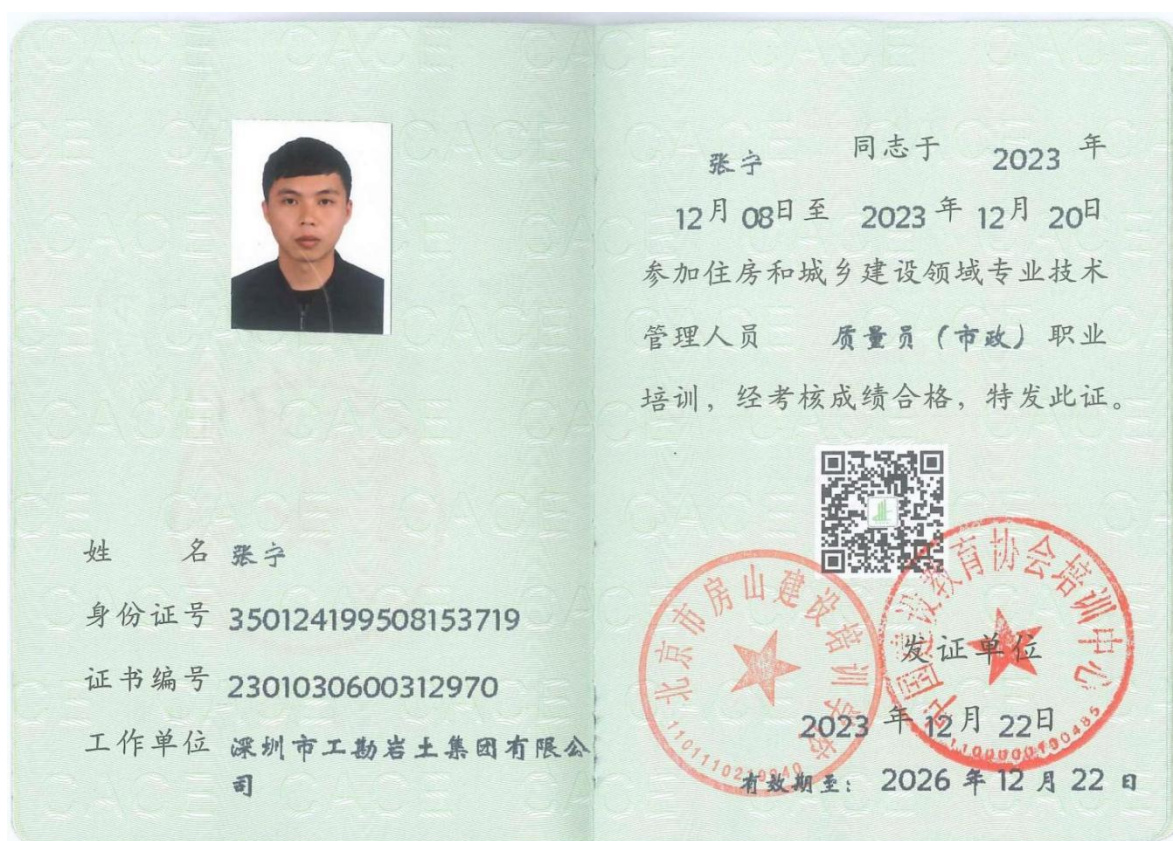 姓 名 张宁
身份证号 350124199508153719
证书编号 2301030600312970
工作单位 深圳市工勘岩土集团有限公
司
张宁 同志于 2023 年
12月 08日至 2023 年 12月 20日
参加住房和城乡建设领域专业技术
管理人员 质量员（市政）职业
培训，经考核成绩合格，特发此证。
北京市房山建设培训学校
中国建设教育协会培训中心
发证单位
2023 年 12月 22日
有效期至： 2026 年 12 月 22 日
CACE